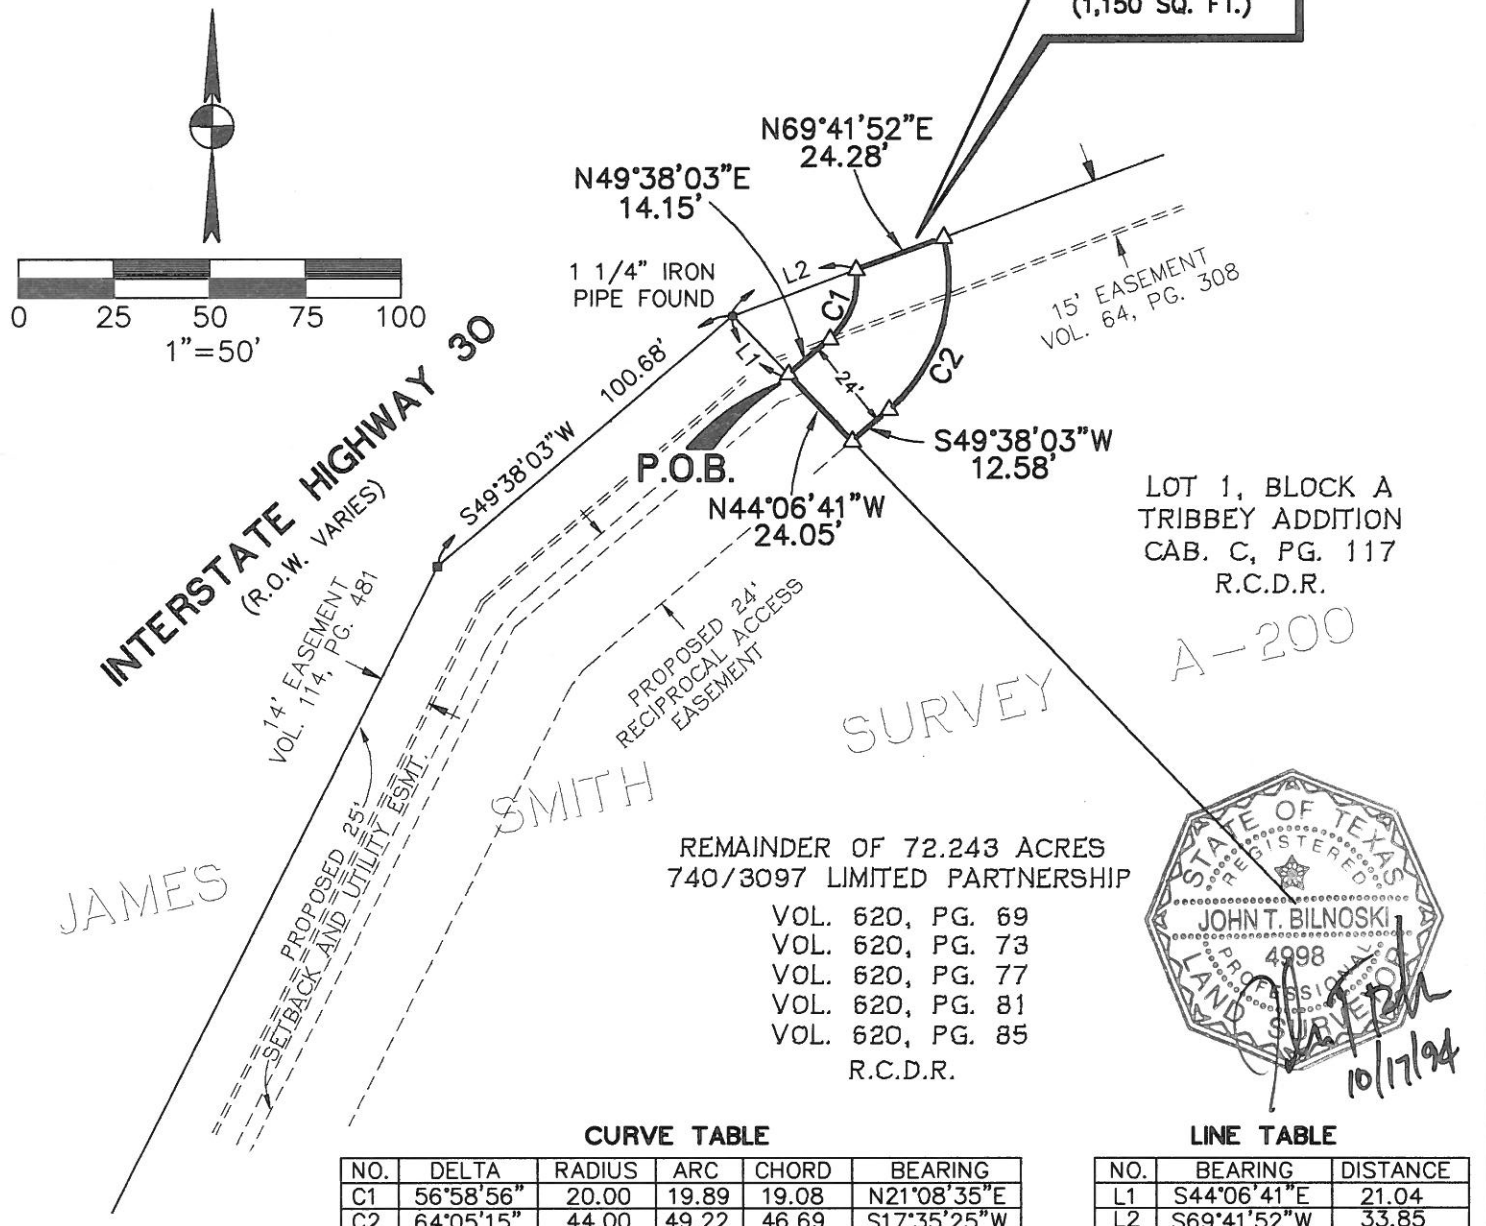 (1,150 SQ. FT.)
N69°41'52"E
24.28'
N49°38'03"E
14.15'
1 1/4" IRON
PIPE FOUND
L2
C1
L1
24'
C2
15' EASEMENT
VOL. 64, PG. 308
0 25 50 75 100
1"=50'
INTERSTATE HIGHWAY 30
(R.O.W. VARIES)
100.68'
S49°38'03"W
P.O.B.
S49°38'03"W
12.58'
N44°06'41"W
24.05'
LOT 1, BLOCK A
TRIBBEY ADDITION
CAB. C, PG. 117
R.C.D.R.
14' EASEMENT
VOL. 114, PG. 481
PROPOSED 24'
RECIPROCAL ACCESS
EASEMENT
JAMES SMITH SURVEY A-200
PROPOSED 25'
SETBACK AND UTILITY ESMT.
REMAINDER OF 72.243 ACRES
740/3097 LIMITED PARTNERSHIP
VOL. 620, PG. 69
VOL. 620, PG. 73
VOL. 620, PG. 77
VOL. 620, PG. 81
VOL. 620, PG. 85
R.C.D.R.
STATE OF TEXAS
REGISTERED
JOHN T. BILNOSKI
4998
PROFESSIONAL
LAND SURVEYOR
10/17/94
CURVE TABLE
NO. DELTA RADIUS ARC CHORD BEARING
C1 56°58'56" 20.00 19.89 19.08 N21°08'35"E
C2 64°05'15" 44.00 49.22 46.69 S17°35'25"W
LINE TABLE
NO. BEARING DISTANCE
L1 S44°06'41"E 21.04
L2 S69°41'52"W 33.85